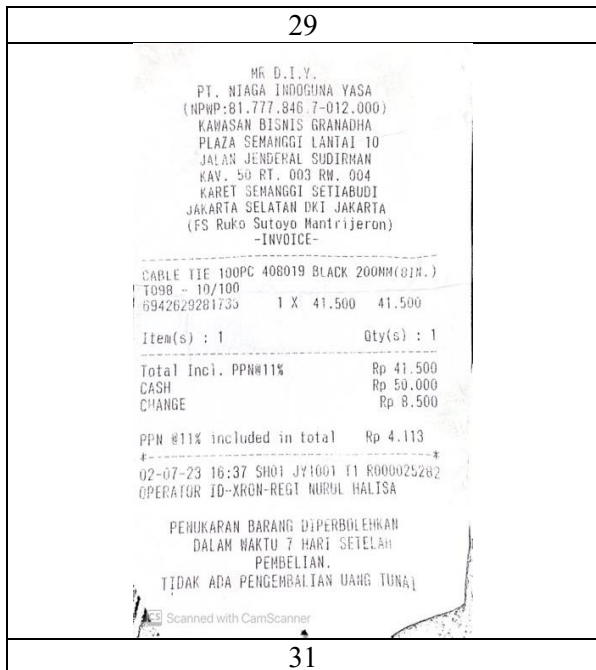 29
MR D.I.Y.
PT. NIAGA INDOGUNA YASA
(NPWP:81.777.846.7-012.000)
KAWASAN BISNIS GRANADHA
PLAZA SEMANGGI LANTAI 10
JALAN JENDERAL SUDIRMAN
KAV. 50 RT. 003 RW. 004
KARET SEMANGGI SETIABUDI
JAKARTA SELATAN DKI JAKARTA
(FS Ruko Sutoyo Mantrijeron)
-INVOICE-
CABLE TIE 100PC 408019 BLACK 200MM(8IN.)
T098 - 10/100
6942629281735 1 X 41.500 41.500
Item(s) : 1 Qty(s) : 1
Total Incl. PPN@11% Rp 41.500
CASH Rp 50.000
CHANGE Rp 8.500
PPN @11% included in total Rp 4.113
*--------------------------------------*
02-07-23 16:37 SH01 JY1001 T1 R000025282
OPERATOR ID-XRON-REGI NURUL HALISA
PENUKARAN BARANG DIPERBOLEHKAN
DALAM WAKTU 7 HARI SETELAH
PEMBELIAN.
TIDAK ADA PENGEMBALIAN UANG TUNAI
CS Scanned with CamScanner
31